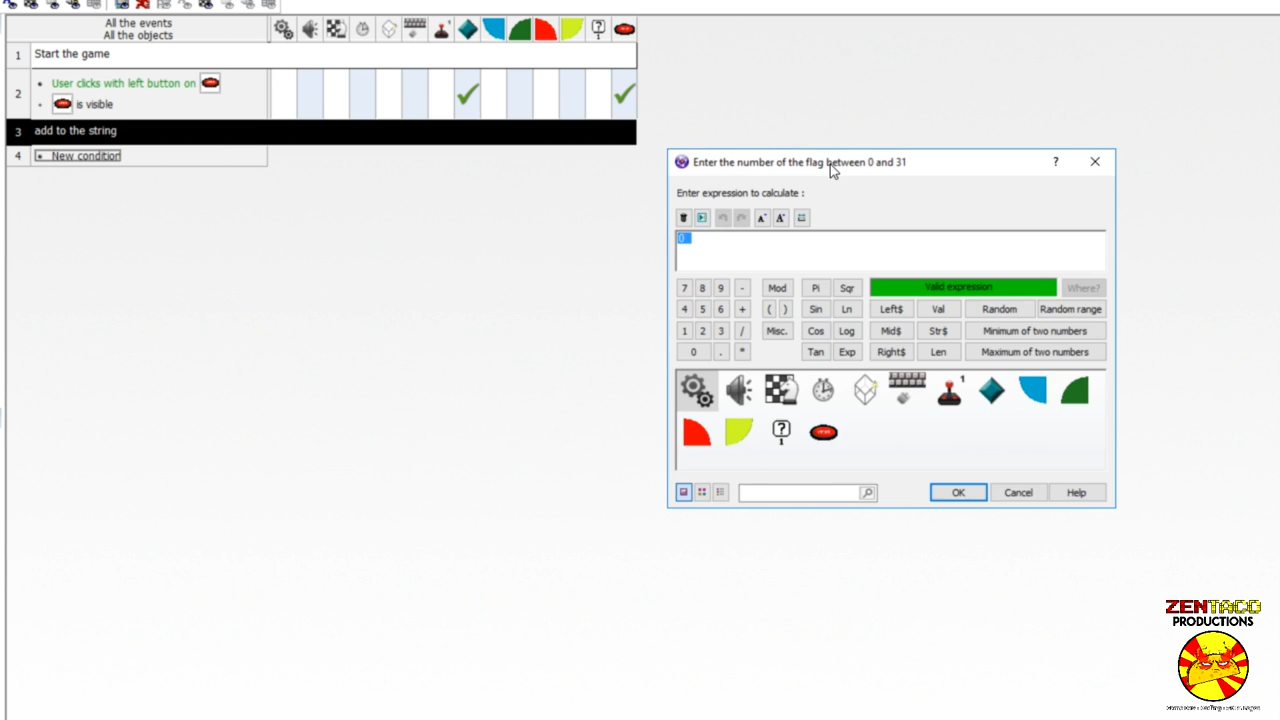 All the events
All the objects
1 Start the game
2 • User clicks with left button on
• is visible
3 add to the string
4 • New condition
Enter the number of the flag between 0 and 31
Enter expression to calculate :
0
7 8 9 - Mod Pi Sqr Valid expression Where?
4 5 6 + ( ) Sin Ln Left$ Val Random Random range
1 2 3 / Misc. Cos Log Mid$ Str$ Minimum of two numbers
0 . * Tan Exp Right$ Len Maximum of two numbers
1
? 1
OK Cancel Help
ZENTACO
PRODUCTIONS